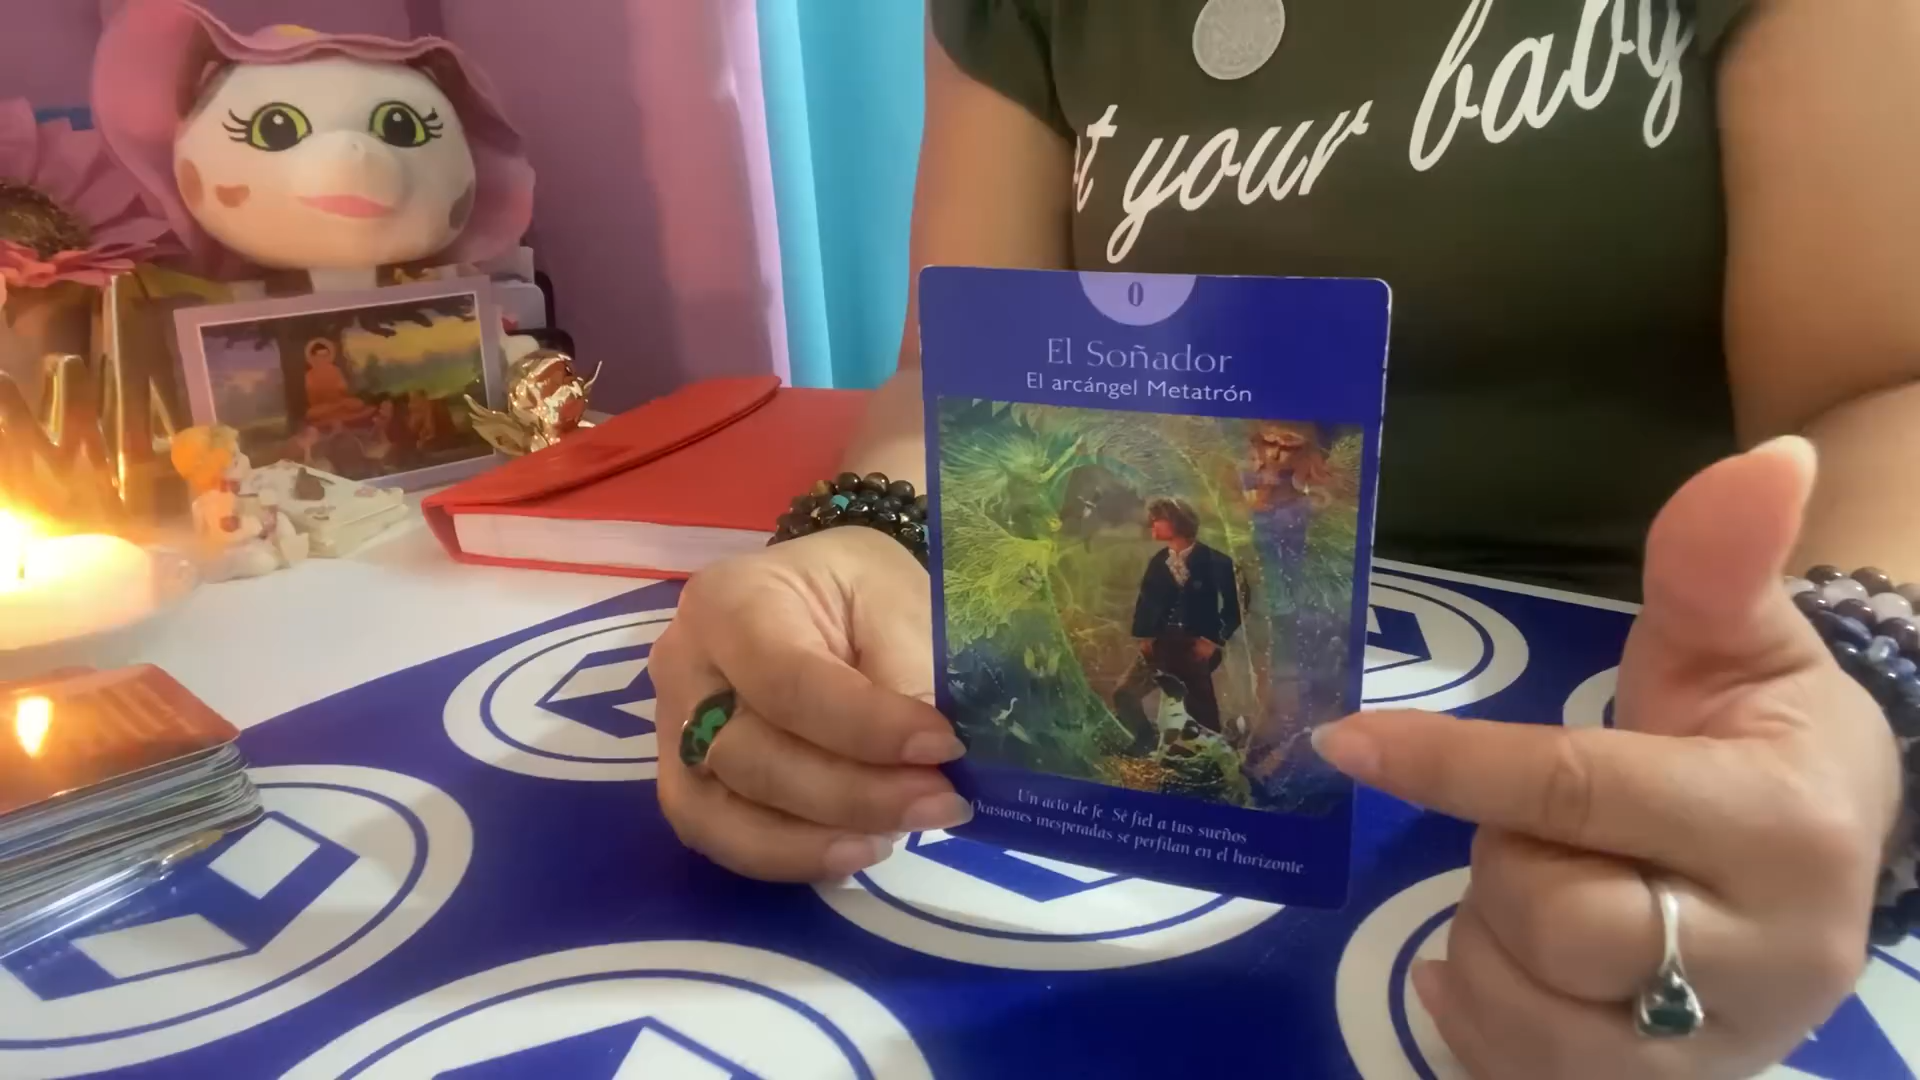 t your baby
0
El Soñador
El arcángel Metatrón
Un acto de fe Sé fiel a tus sueños
Ocasiones inesperadas se perfilan en el horizonte.